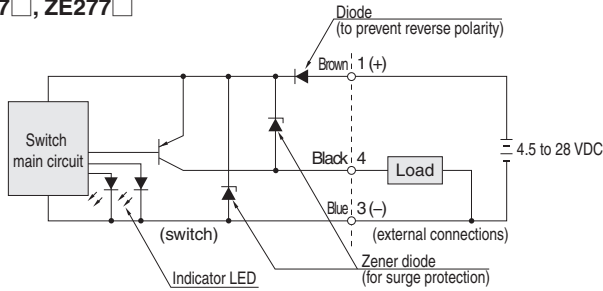 7□, ZE277□
Diode
(to prevent reverse polarity)
Brown 1 (+)
Switch
main circuit
4.5 to 28 VDC
Black 4
Load
Blue 3 (–)
(switch)
(external connections)
Indicator LED
Zener diode
(for surge protection)